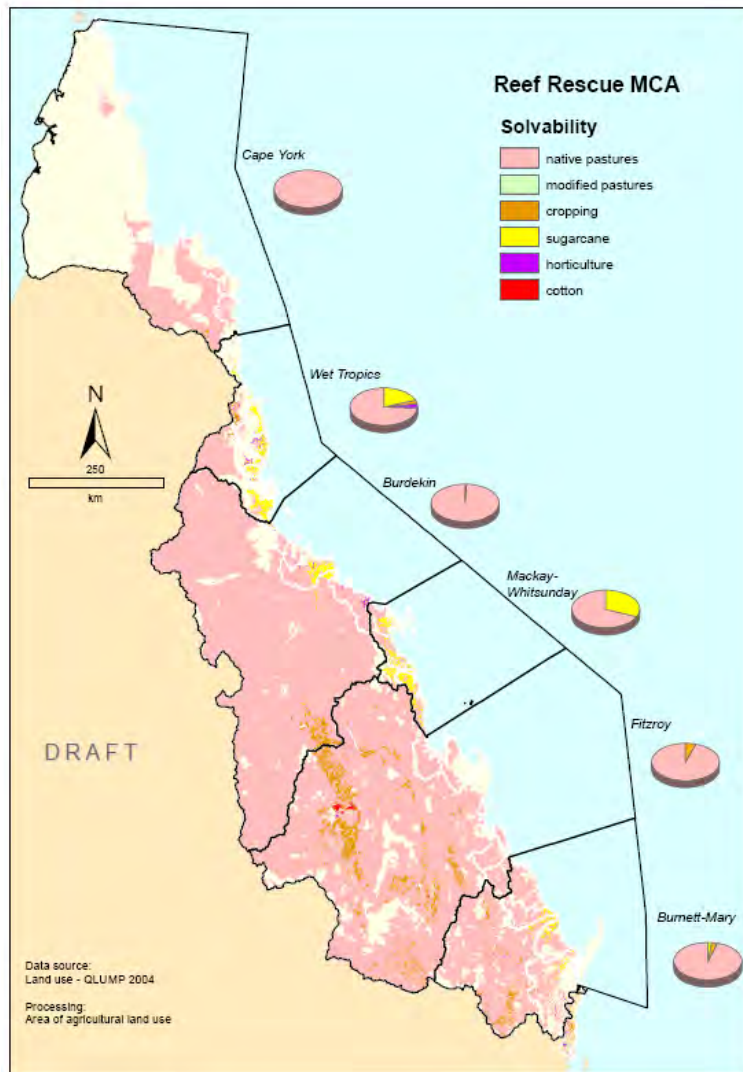 Reef Rescue MCA
Solvability
native pastures
modified pastures
cropping
sugarcane
horticulture
cotton
Cape York
Wet Tropics
N
250
km
Burdekin
Mackay-
Whitsunday
Fitzroy
DRAFT
Burnett-Mary
Data source:
Land use - QLUMP 2004
Processing:
Area of agricultural land use